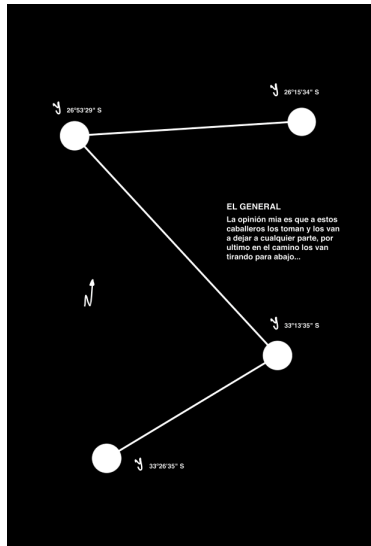 y 26°15'34" S
y 26°53'29" S
EL GENERAL
La opinión mia es que a estos
caballeros los toman y los van
a dejar a cualquier parte, por
ultimo en el camino los van
tirando para abajo...
N
y 33°13'35" S
y 33°26'35" S